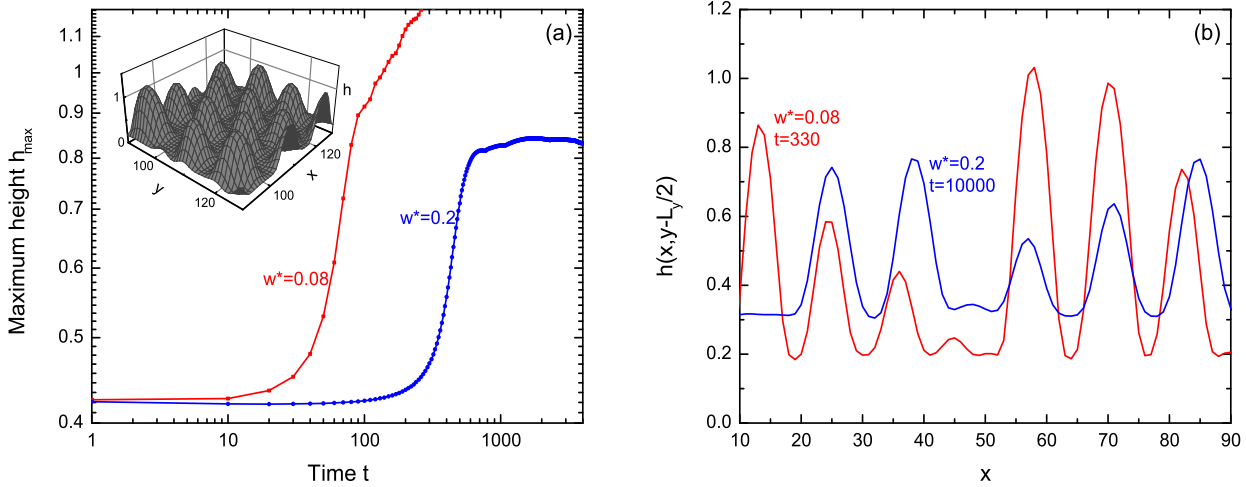 (a)
1.1
1
0.9
0.8
0.7
0.6
0.5
0.4
Maximum height h_max
h
1
0
100
120
y
100
120
x
w*=0.2
w*=0.08
1
10
100
1000
Time t
(b)
1.2
1.0
0.8
0.6
0.4
0.2
0.0
h(x,y-L_y/2)
w*=0.08
t=330
w*=0.2
t=10000
10
20
30
40
50
60
70
80
90
x